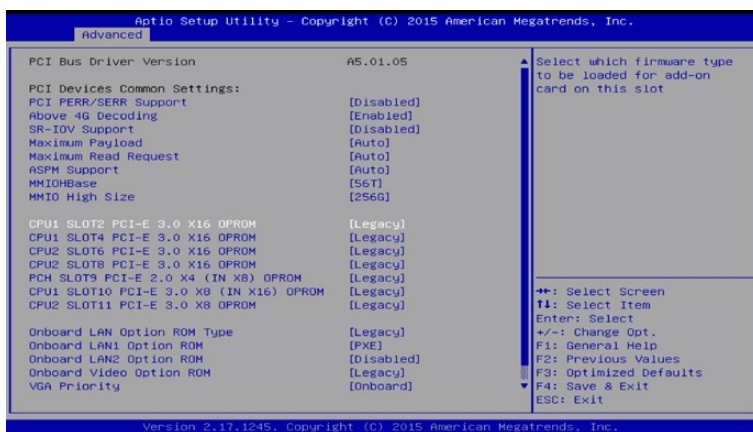 Aptio Setup Utility – Copyright (C) 2015 American Megatrends, Inc.
Advanced
PCI Bus Driver Version A5.01.05
PCI Devices Common Settings:
PCI PERR/SERR Support [Disabled]
Above 4G Decoding [Enabled]
SR-IOV Support [Disabled]
Maximum Payload [Auto]
Maximum Read Request [Auto]
ASPM Support [Auto]
MMIOHBase [56T]
MMIO High Size [256G]
CPU1 SLOT2 PCI-E 3.0 X16 OPROM [Legacy]
CPU1 SLOT4 PCI-E 3.0 X16 OPROM [Legacy]
CPU2 SLOT6 PCI-E 3.0 X16 OPROM [Legacy]
CPU2 SLOT8 PCI-E 3.0 X16 OPROM [Legacy]
PCH SLOT9 PCI-E 2.0 X4 (IN X8) OPROM [Legacy]
CPU1 SLOT10 PCI-E 3.0 X8 (IN X16) OPROM [Legacy]
CPU2 SLOT11 PCI-E 3.0 X8 OPROM [Legacy]
Onboard LAN Option ROM Type [Legacy]
Onboard LAN1 Option ROM [PXE]
Onboard LAN2 Option ROM [Disabled]
Onboard Video Option ROM [Legacy]
VGA Priority [Onboard]
Select which firmware type
to be loaded for add-on
card on this slot
→←: Select Screen
↑↓: Select Item
Enter: Select
+/-: Change Opt.
F1: General Help
F2: Previous Values
F3: Optimized Defaults
F4: Save & Exit
ESC: Exit
Version 2.17.1245. Copyright (C) 2015 American Megatrends, Inc.